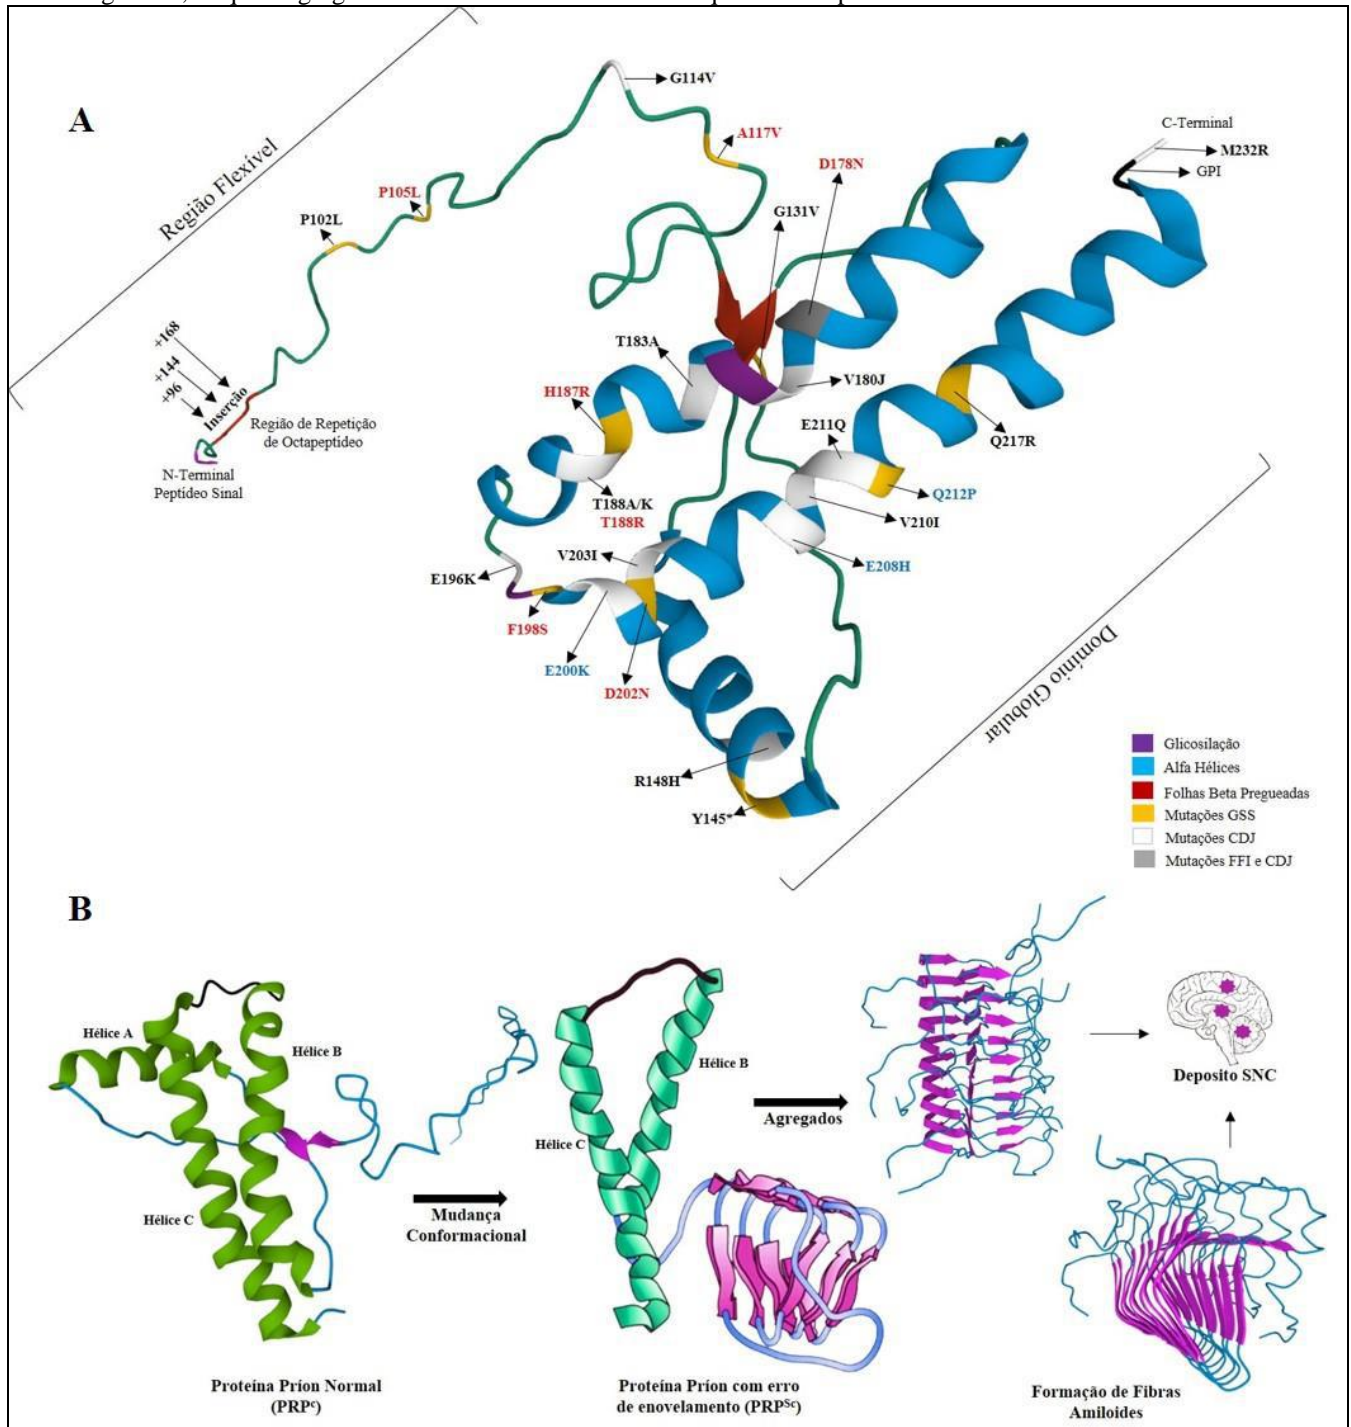 A
Região Flexível
G114V
A117V
P105L
P102L
D178N
G131V
C-Terminal
M232R
GPI
+168
+144
+96
Inserção
Região de Repetição
de Octapeptídeo
N-Terminal
Peptídeo Sinal
T183A
H187R
V180J
E211Q
Q217R
T188A/K
T188R
Q212P
V210I
V203I
E208H
E196K
F198S
E200K
D202N
R148H
Y145*
Domínio Globular
Glicosilação
Alfa Hélices
Folhas Beta Pregueadas
Mutações GSS
Mutações CDJ
Mutações FFI e CDJ
B
Hélice A
Hélice B
Hélice C
Mudança
Conformacional
Hélice B
Hélice C
Agregados
Deposito SNC
Proteína Príon Normal
(PRPᶜ)
Proteína Príon com erro
de enovelamento (PRPˢᶜ)
Formação de Fibras
Amiloides